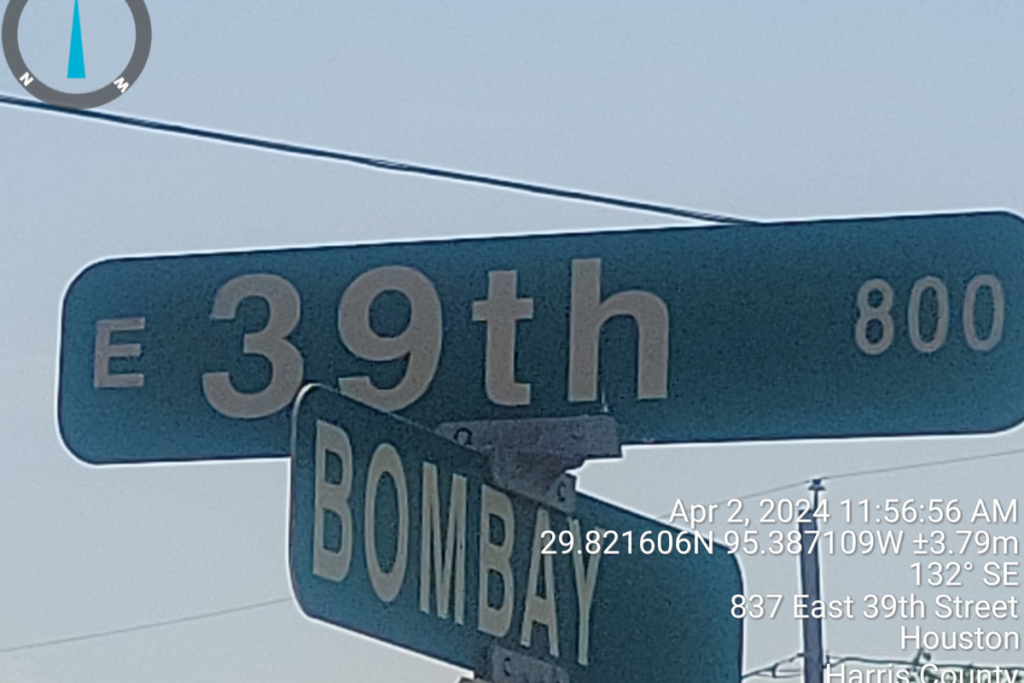 N W
E 39th 800
BOMBAY
Apr 2, 2024 11:56:56 AM
29.821606N 95.387109W ±3.79m
132° SE
837 East 39th Street
Houston
Harris County